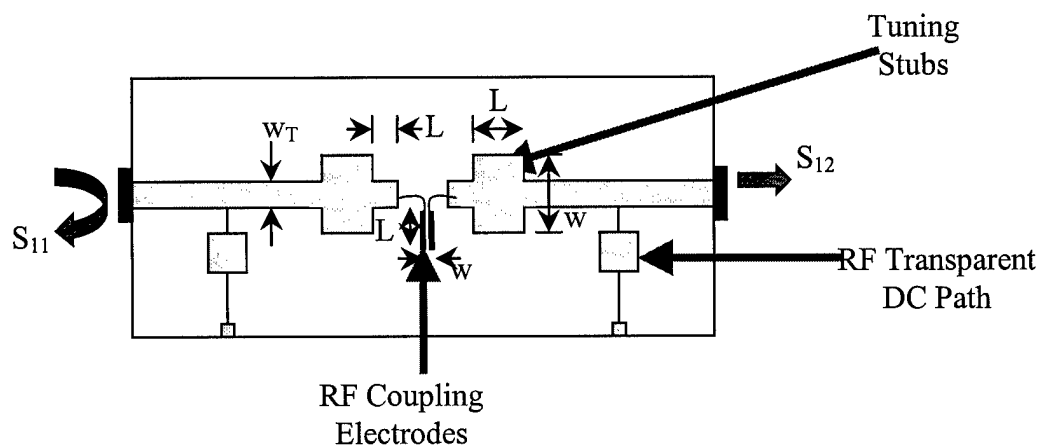 Tuning
Stubs
L
w_T
L
S_12
S_11
L
w
w
RF Transparent
DC Path
RF Coupling
Electrodes